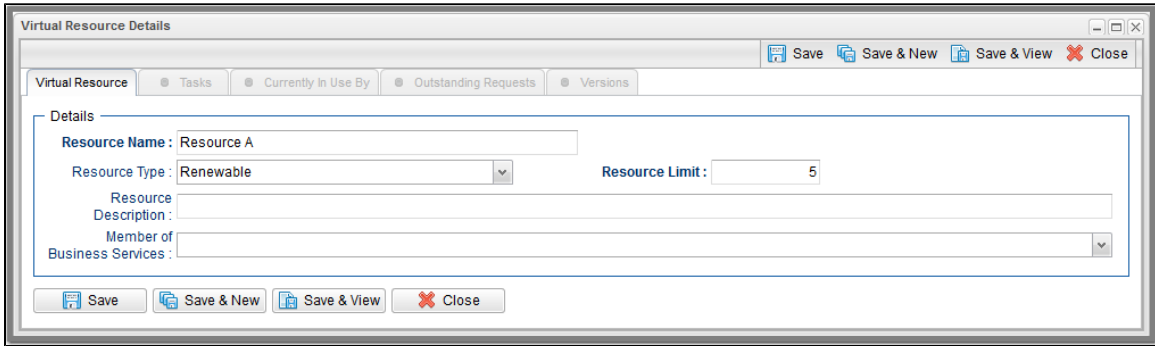 Virtual Resource Details
Save Save & New Save & View Close
Virtual Resource Tasks Currently In Use By Outstanding Requests Versions
Details
Resource Name : Resource A
Resource Type : Renewable Resource Limit : 5
Resource
Description :
Member of
Business Services :
Save Save & New Save & View Close